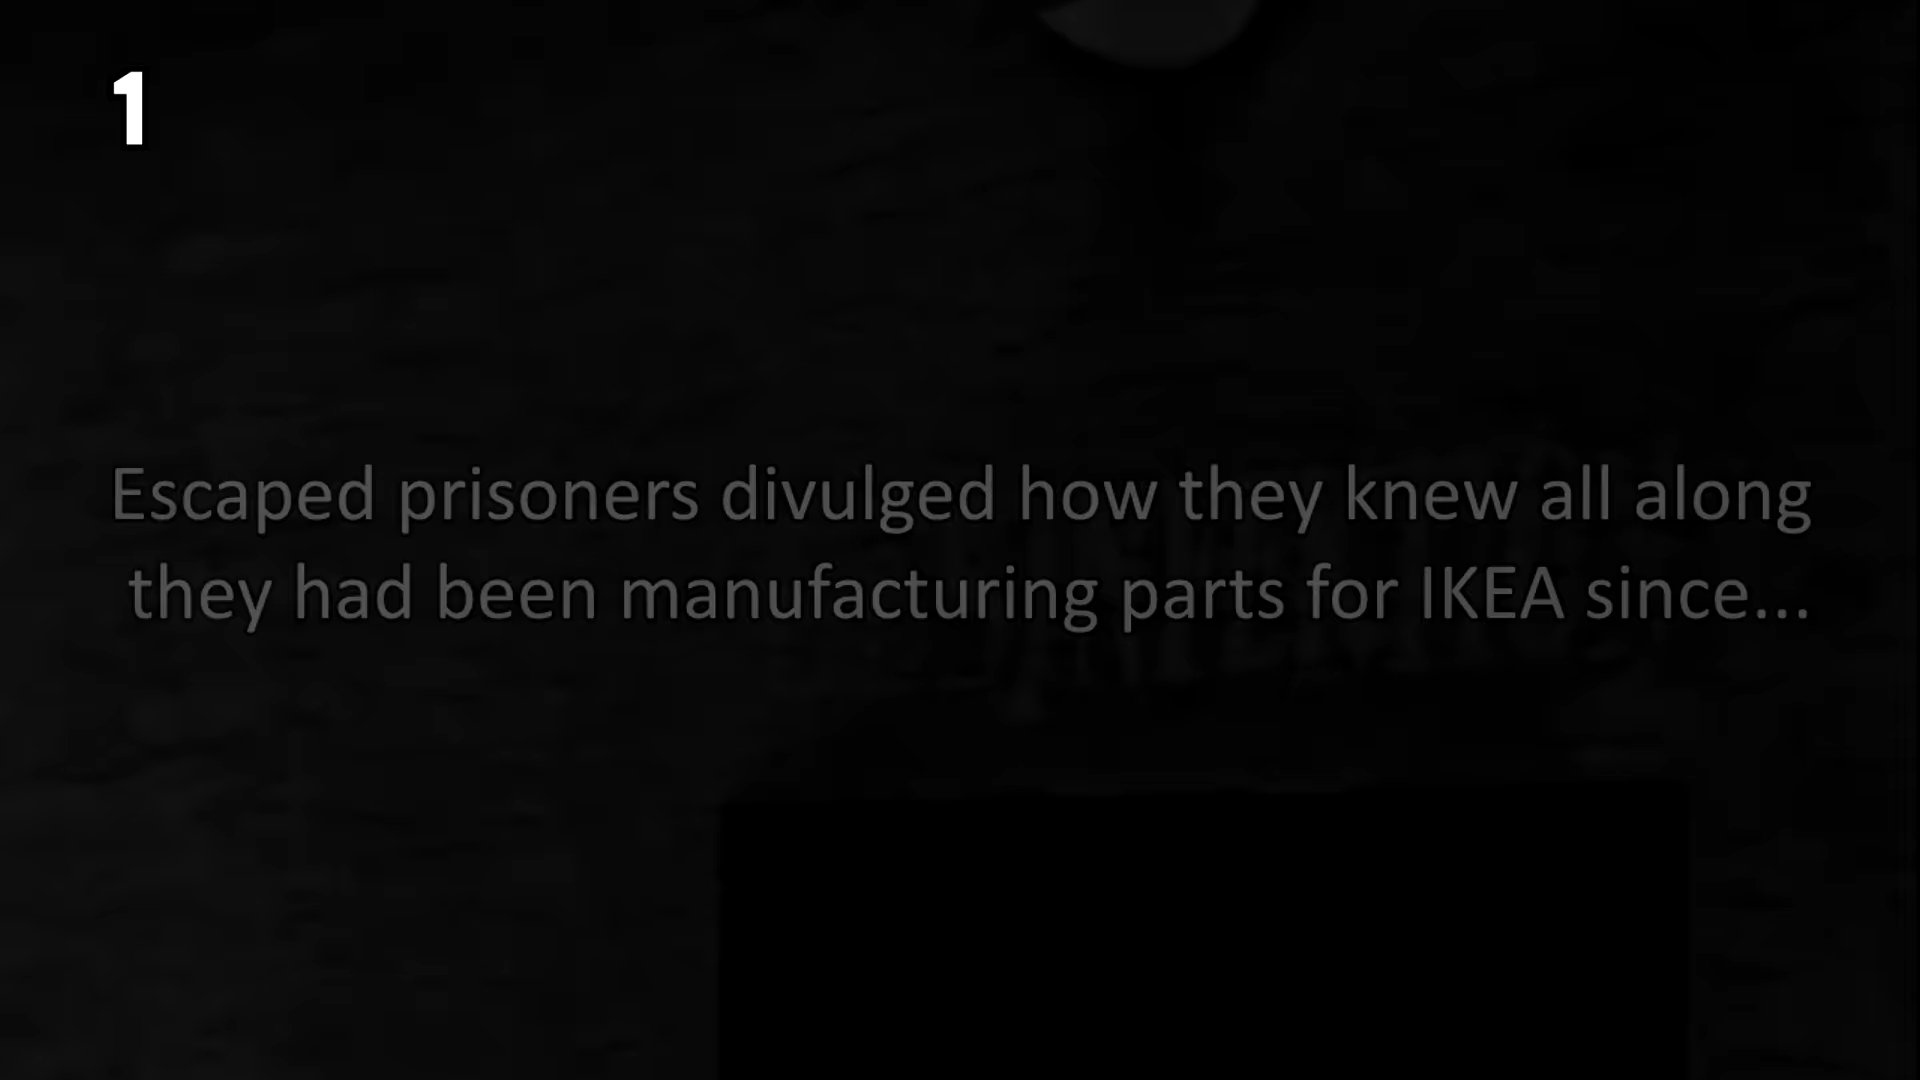 1
Escaped prisoners divulged how they knew all along
they had been manufacturing parts for IKEA since...